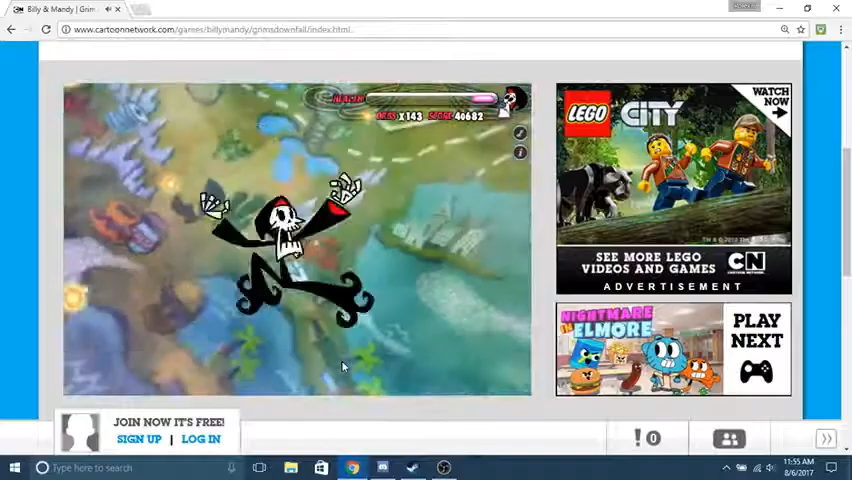 Billy & Mandy | Grim
www.cartoonnetwork.com/games/billymandy/grimsdownfall/index.html
HEALTH
ORBS X143 SCORE 40682
LEGO CITY
WATCH
NOW
SEE MORE LEGO
VIDEOS AND GAMES
CN
ADVERTISEMENT
NIGHTMARE
IN ELMORE
PLAY
NEXT
JOIN NOW IT'S FREE!
SIGN UP | LOG IN
! 0
Type here to search
11:55 AM
8/6/2017